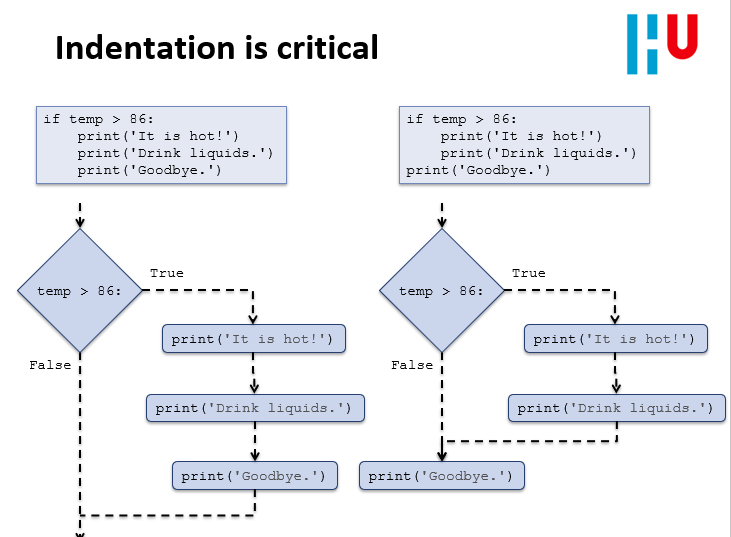 Indentation is critical
HU
if temp > 86:
    print('It is hot!')
    print('Drink liquids.')
    print('Goodbye.')
if temp > 86:
    print('It is hot!')
    print('Drink liquids.')
print('Goodbye.')
True
temp > 86:
print('It is hot!')
False
print('Drink liquids.')
print('Goodbye.')
True
temp > 86:
print('It is hot!')
False
print('Drink liquids.')
print('Goodbye.')